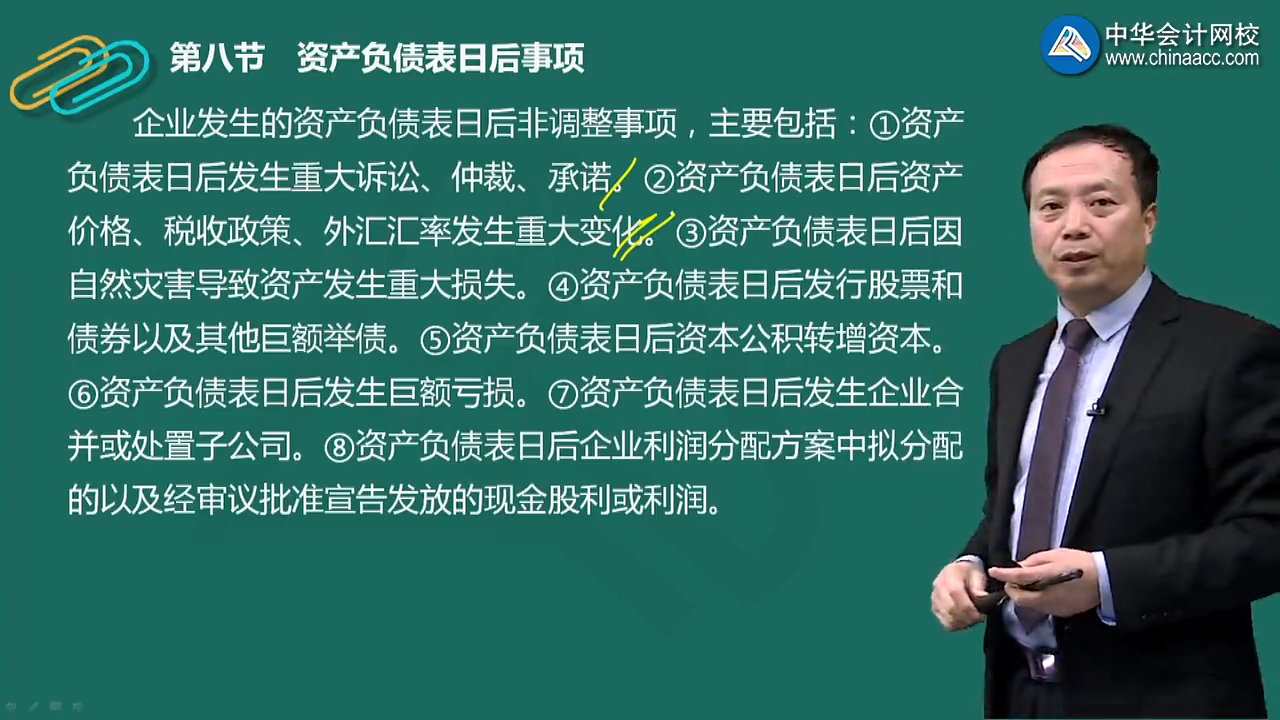 第八节 资产负债表日后事项
中华会计网校
www.chinaacc.com
企业发生的资产负债表日后非调整事项，主要包括：①资产
负债表日后发生重大诉讼、仲裁、承诺。②资产负债表日后资产
价格、税收政策、外汇汇率发生重大变化。③资产负债表日后因
自然灾害导致资产发生重大损失。④资产负债表日后发行股票和
债券以及其他巨额举债。⑤资产负债表日后资本公积转增资本。
⑥资产负债表日后发生巨额亏损。⑦资产负债表日后发生企业合
并或处置子公司。⑧资产负债表日后企业利润分配方案中拟分配
的以及经审议批准宣告发放的现金股利或利润。